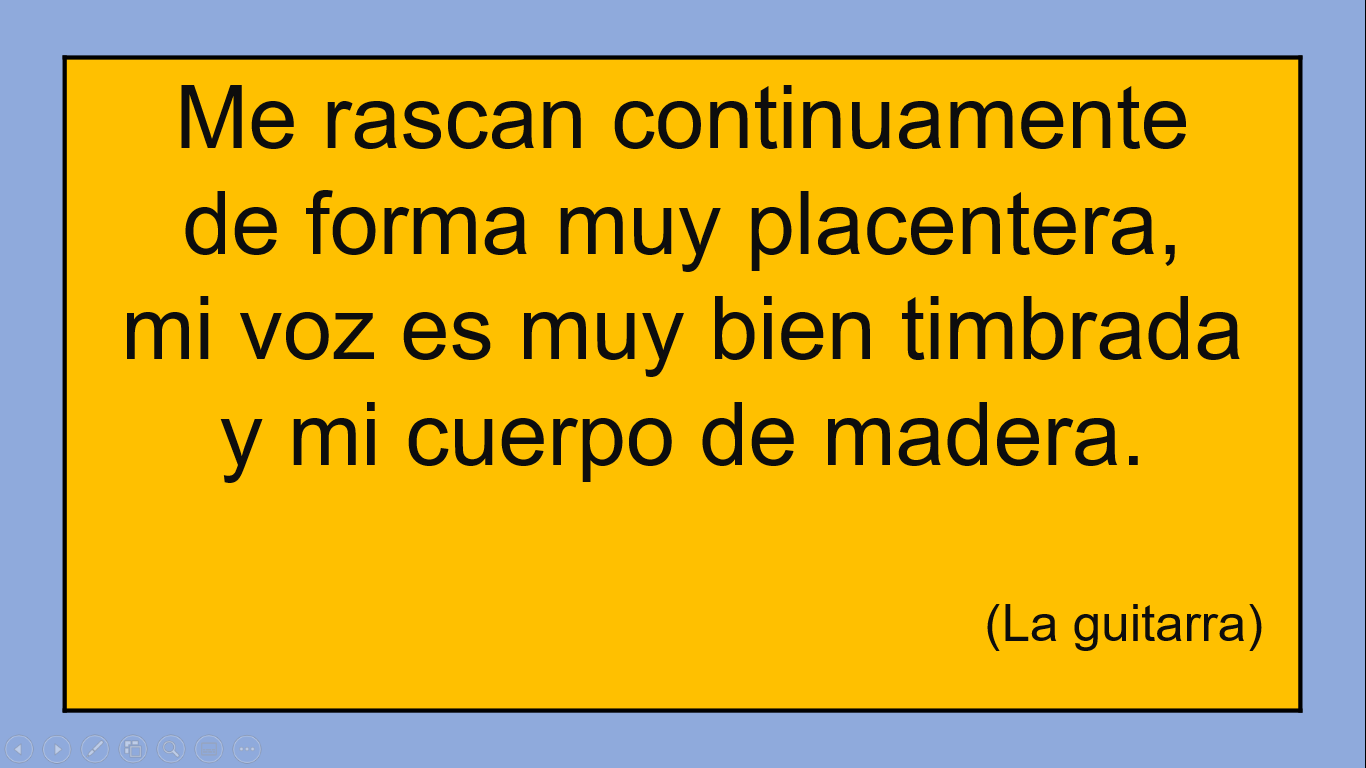 Me rascan continuamente
de forma muy placentera,
mi voz es muy bien timbrada
y mi cuerpo de madera.
(La guitarra)